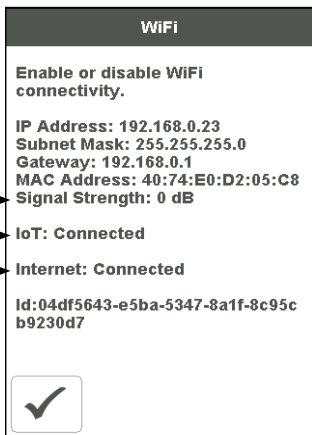 WiFi
Enable or disable WiFi
connectivity.
IP Address: 192.168.0.23
Subnet Mask: 255.255.255.0
Gateway: 192.168.0.1
MAC Address: 40:74:E0:D2:05:C8
Signal Strength: 0 dB
IoT: Connected
Internet: Connected
Id:04df5643-e5ba-5347-8a1f-8c95c
b9230d7